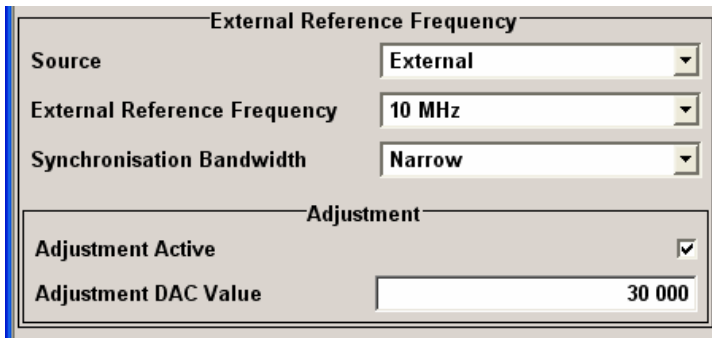 External Reference Frequency
Source External
External Reference Frequency 10 MHz
Synchronisation Bandwidth Narrow
Adjustment
Adjustment Active
Adjustment DAC Value 30 000